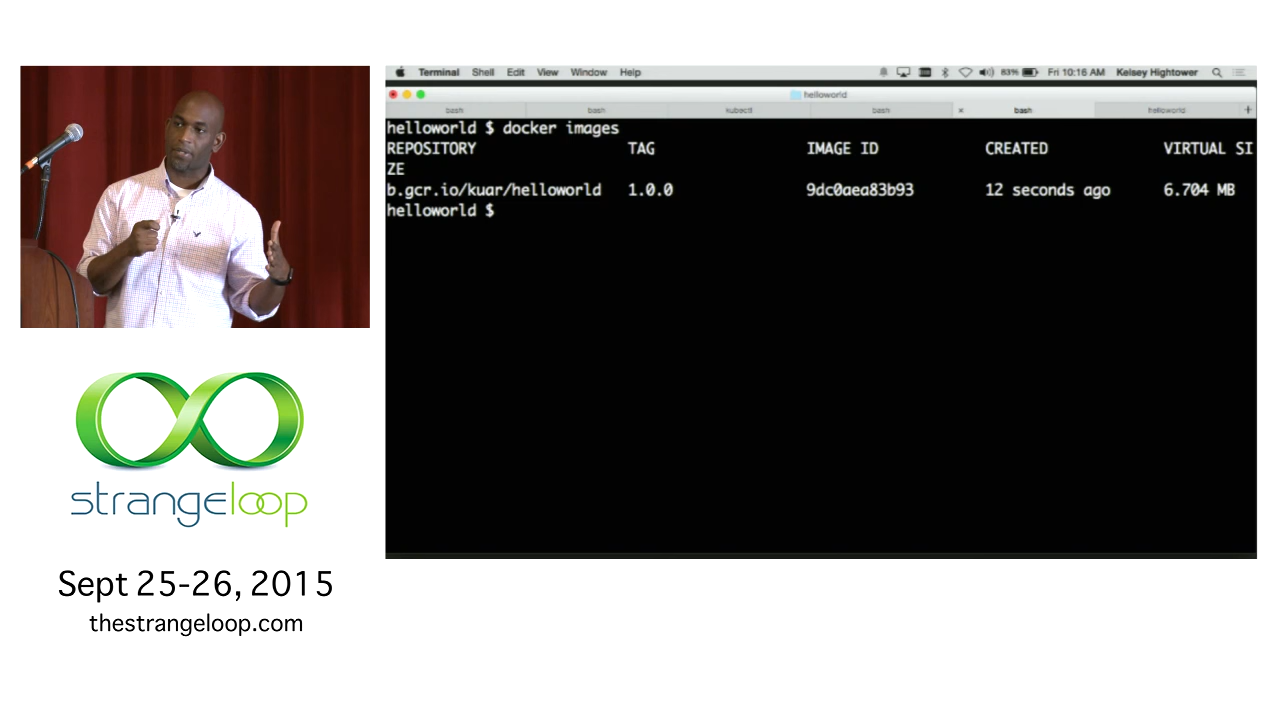 Terminal Shell Edit View Window Help 83% Fri 10:16 AM Kelsey Hightower
helloworld
bash bash kubectl bash × bash helloworld +
helloworld $ docker images
REPOSITORY TAG IMAGE ID CREATED VIRTUAL SI
ZE
b.gcr.io/kuar/helloworld 1.0.0 9dc0aea83b93 12 seconds ago 6.704 MB
helloworld $
strangeloop
Sept 25-26, 2015
thestrangeloop.com